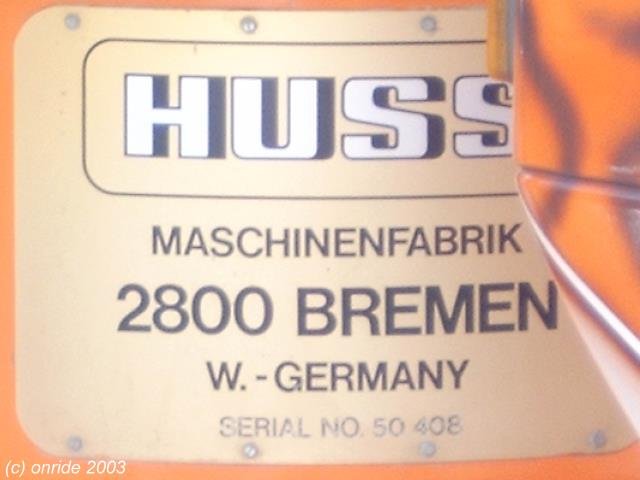 HUSS
MASCHINENFABRIK
2800 BREMEN
W.-GERMANY
SERIAL NO. 50 408
(c) onride 2003